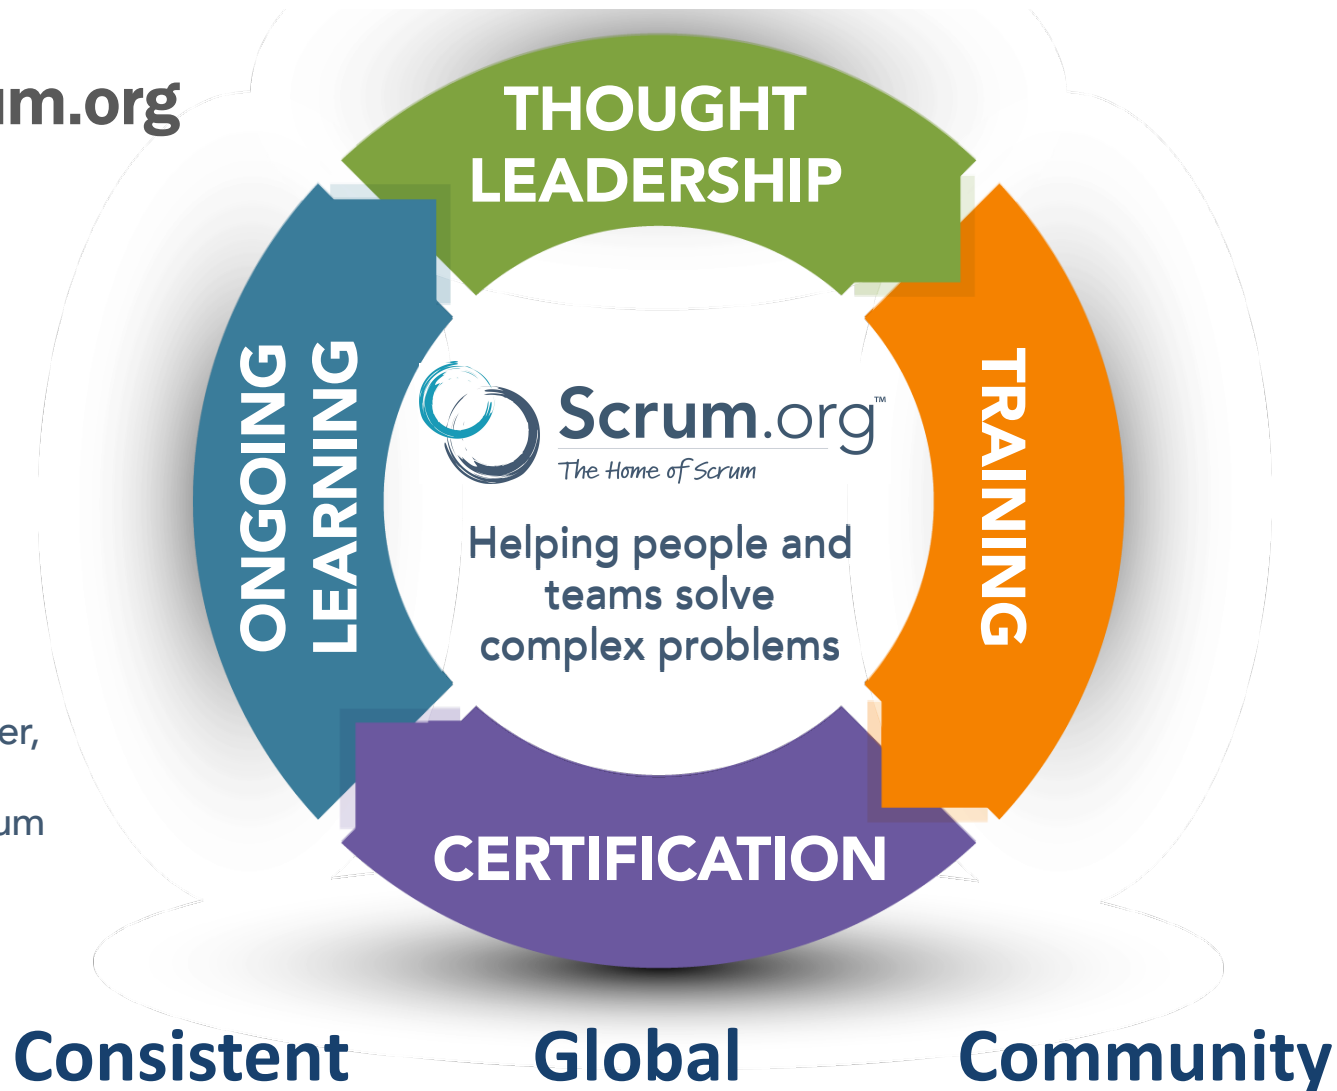 um.org
THOUGHT
LEADERSHIP
ONGOING
LEARNING
TRAINING
Scrum.org™
The Home of Scrum
Helping people and
teams solve
complex problems
er,
um
CERTIFICATION
Consistent Global Community